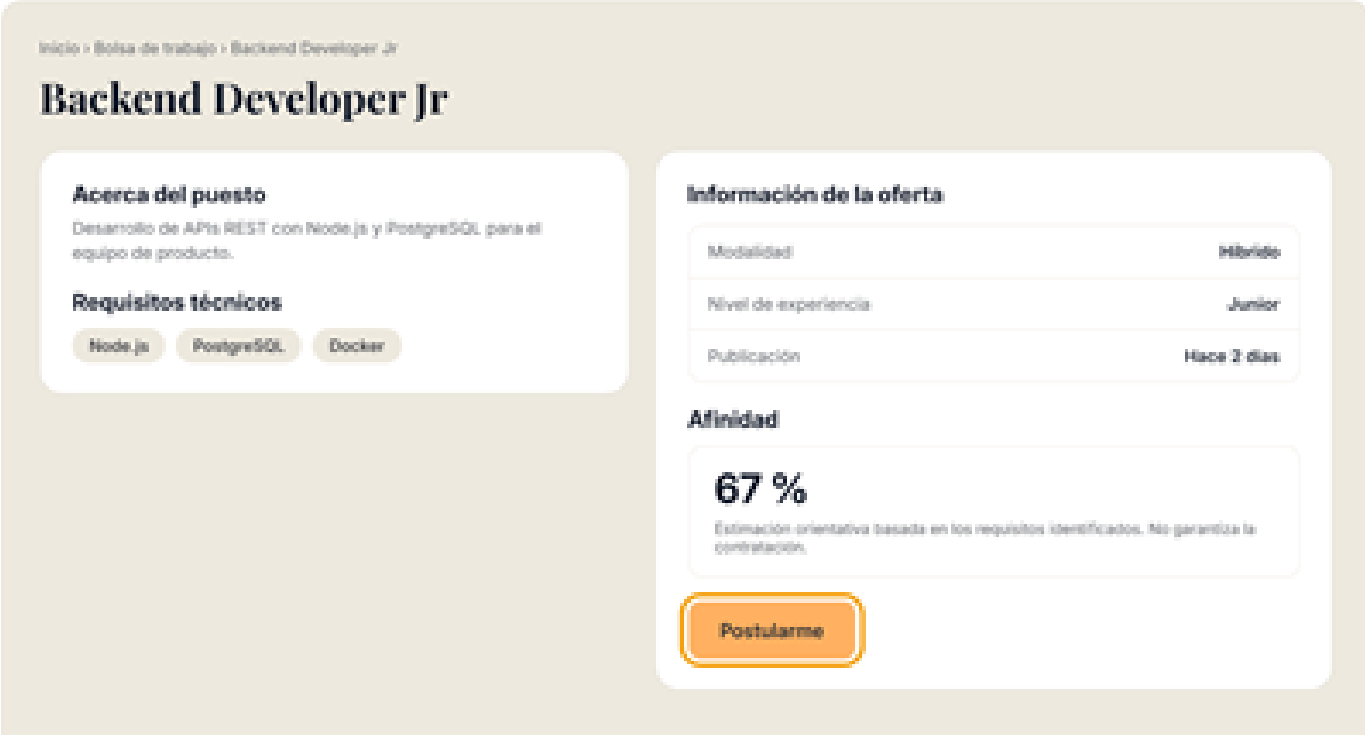 Inicio › Bolsa de trabajo › Backend Developer Jr
Backend Developer Jr
Acerca del puesto
Desarrollo de APIs REST con Node.js y PostgreSQL para el
equipo de producto.
Requisitos técnicos
Node.js PostgreSQL Docker
Información de la oferta
Modalidad Híbrido
Nivel de experiencia Junior
Publicación Hace 2 días
Afinidad
67 %
Estimación orientativa basada en los requisitos identificados. No garantiza la
contratación.
Postularme